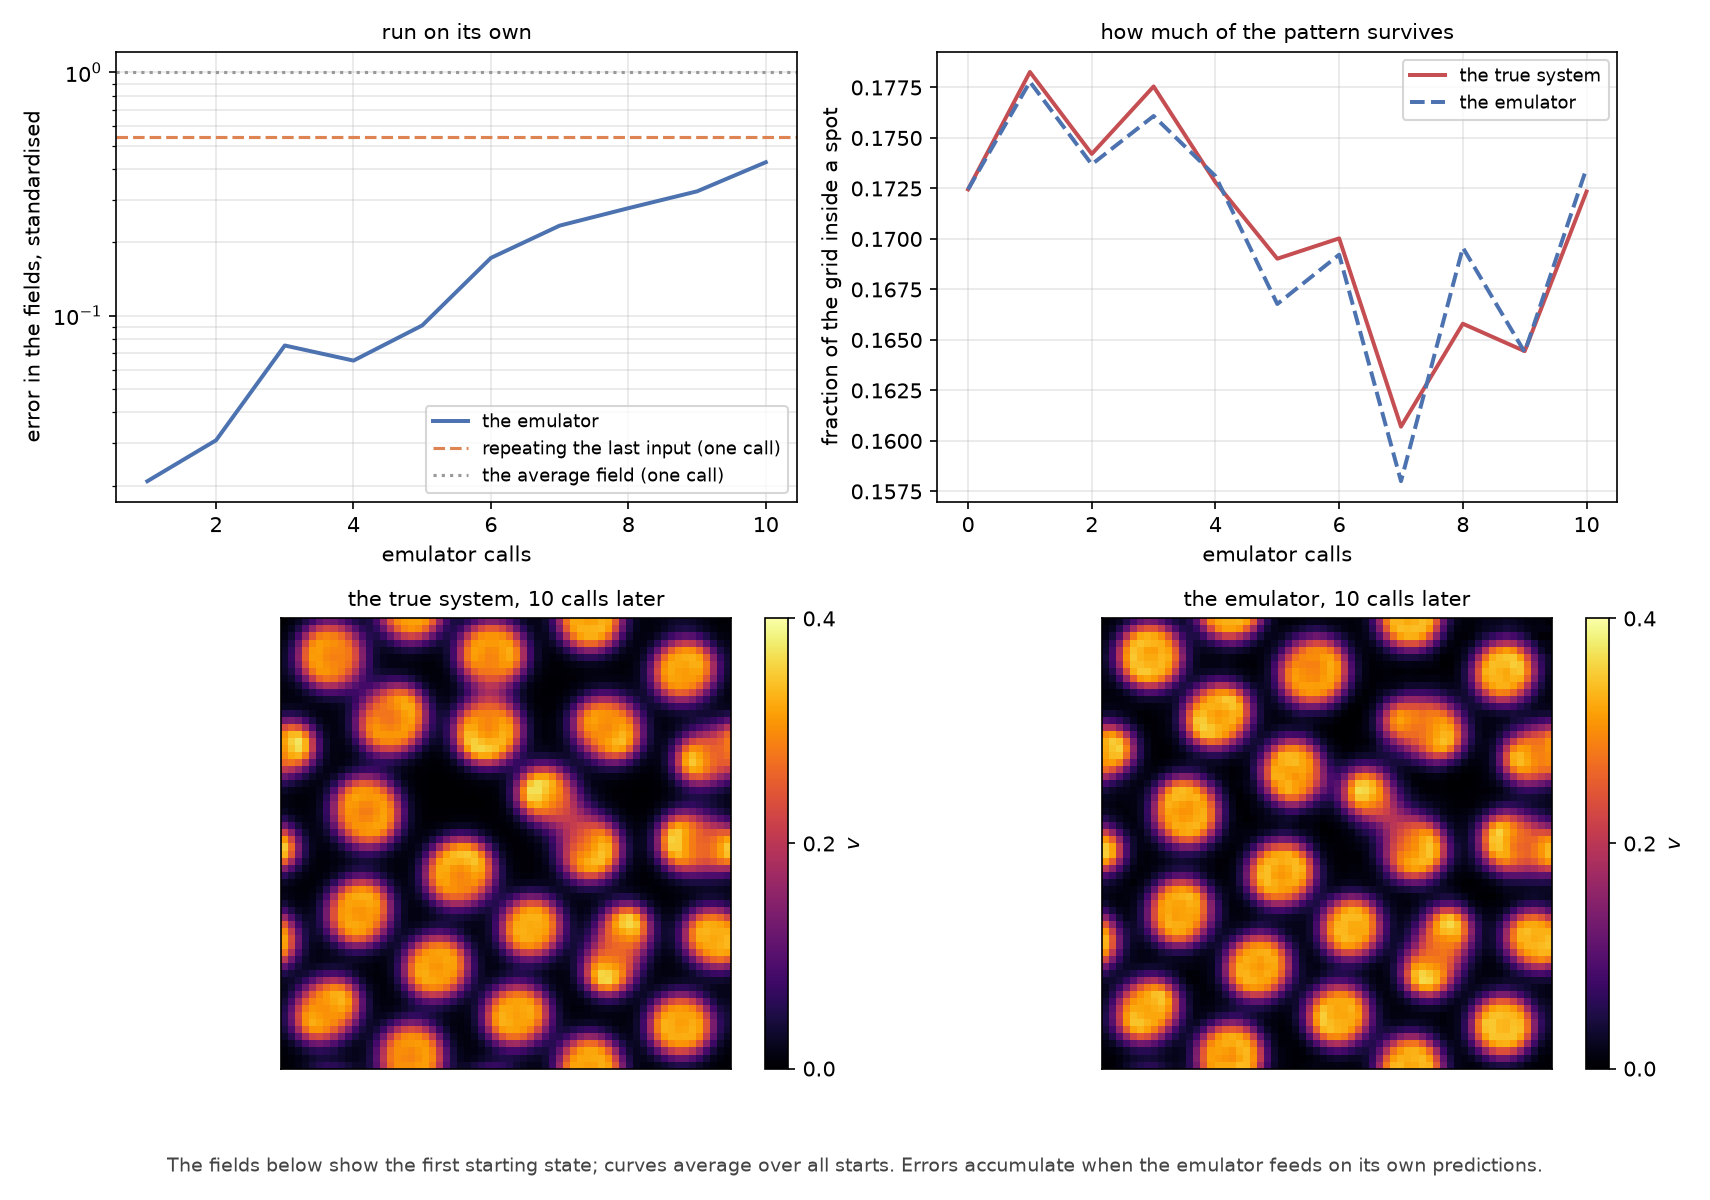 run on its own
how much of the pattern survives
error in the fields, standardised
10⁰
10⁻¹
the emulator
repeating the last input (one call)
the average field (one call)
2
4
6
8
10
emulator calls
fraction of the grid inside a spot
0.1775
0.1750
0.1725
0.1700
0.1675
0.1650
0.1625
0.1600
0.1575
the true system
the emulator
0
2
4
6
8
10
emulator calls
the true system, 10 calls later
0.4
0.2
0.0
v
the emulator, 10 calls later
0.4
0.2
0.0
v
The fields below show the first starting state; curves average over all starts. Errors accumulate when the emulator feeds on its own predictions.